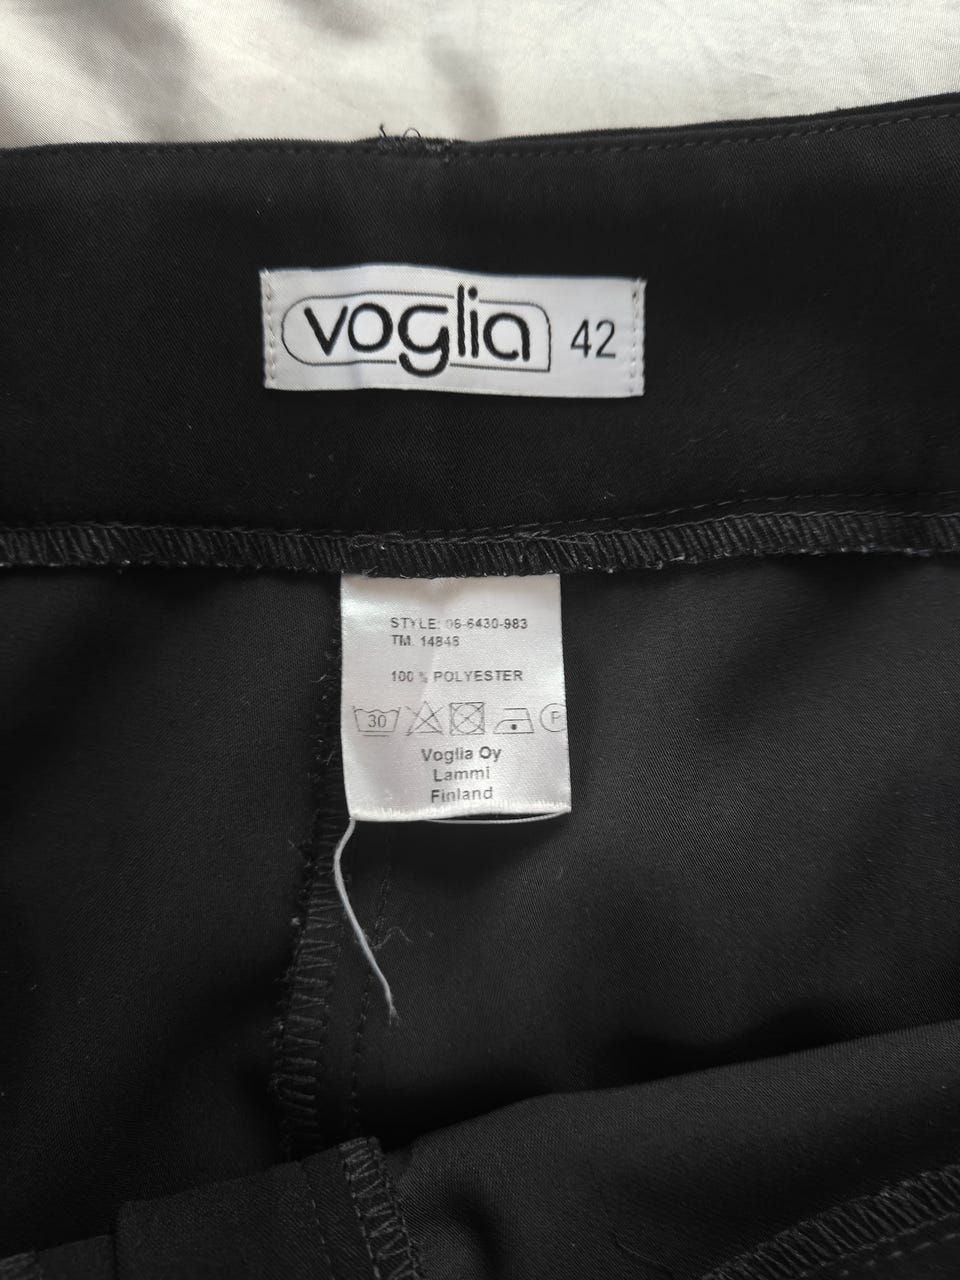 voglia 42
STYLE: 06-6430-983
TM. 14848
100 % POLYESTER
30 P
Voglia Oy
Lammi
Finland